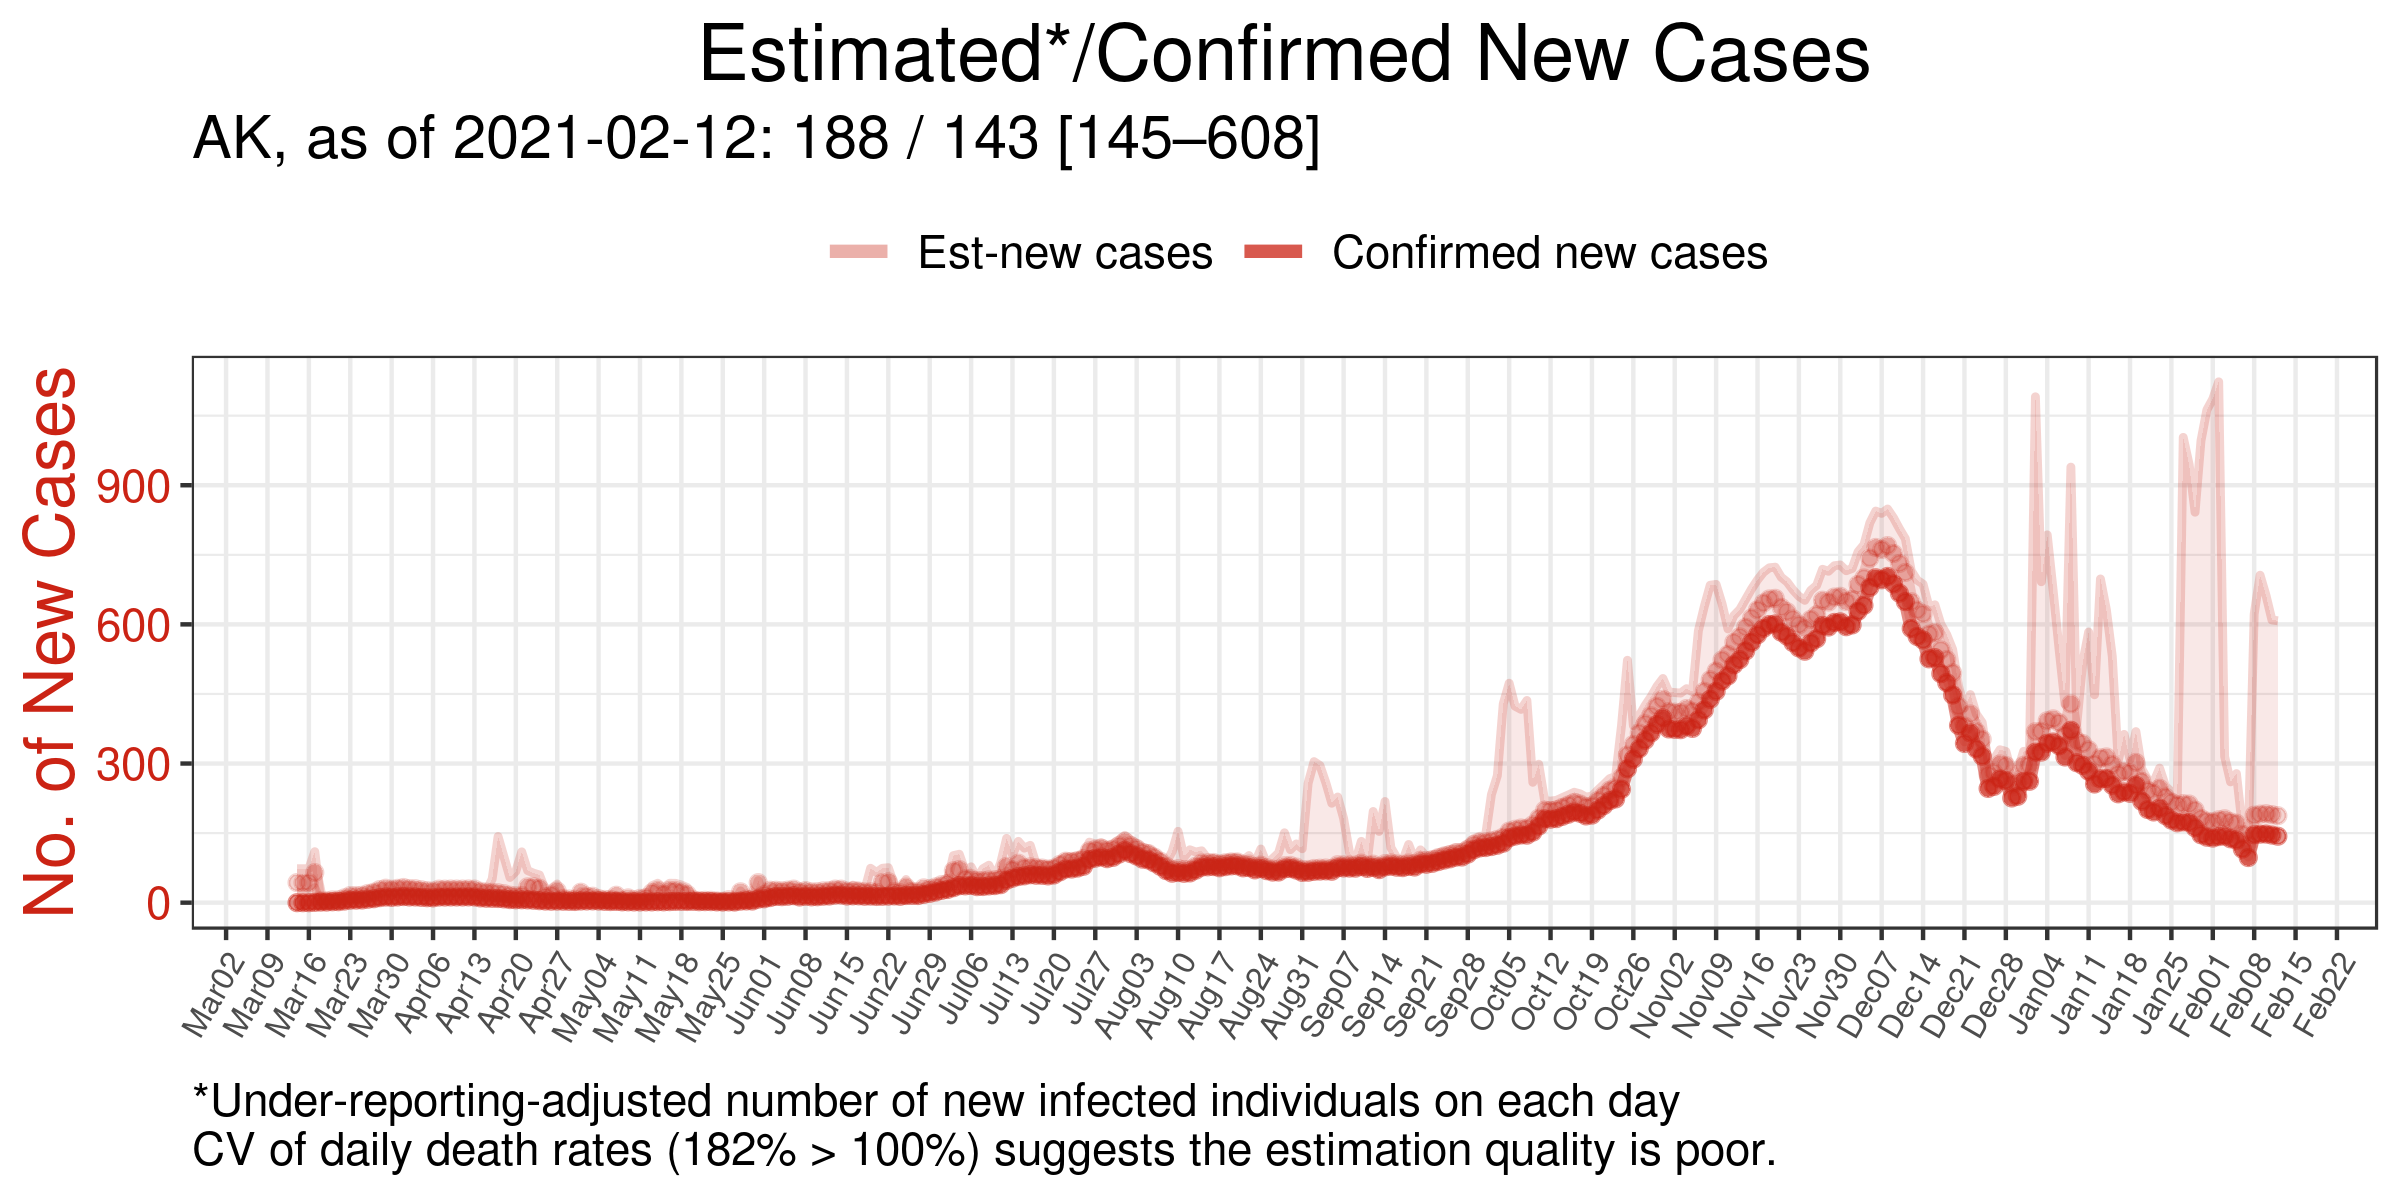 Estimated*/Confirmed New Cases
AK, as of 2021-02-12: 188 / 143 [145–608]
Est-new cases Confirmed new cases
No. of New Cases
900
600
300
0
Mar02 Mar09 Mar16 Mar23 Mar30 Apr06 Apr13 Apr20 Apr27 May04 May11 May18 May25 Jun01 Jun08 Jun15 Jun22 Jun29 Jul06 Jul13 Jul20 Jul27 Aug03 Aug10 Aug17 Aug24 Aug31 Sep07 Sep14 Sep21 Sep28 Oct05 Oct12 Oct19 Oct26 Nov02 Nov09 Nov16 Nov23 Nov30 Dec07 Dec14 Dec21 Dec28 Jan04 Jan11 Jan18 Jan25 Feb01 Feb08 Feb15 Feb22
*Under-reporting-adjusted number of new infected individuals on each day
CV of daily death rates (182% > 100%) suggests the estimation quality is poor.